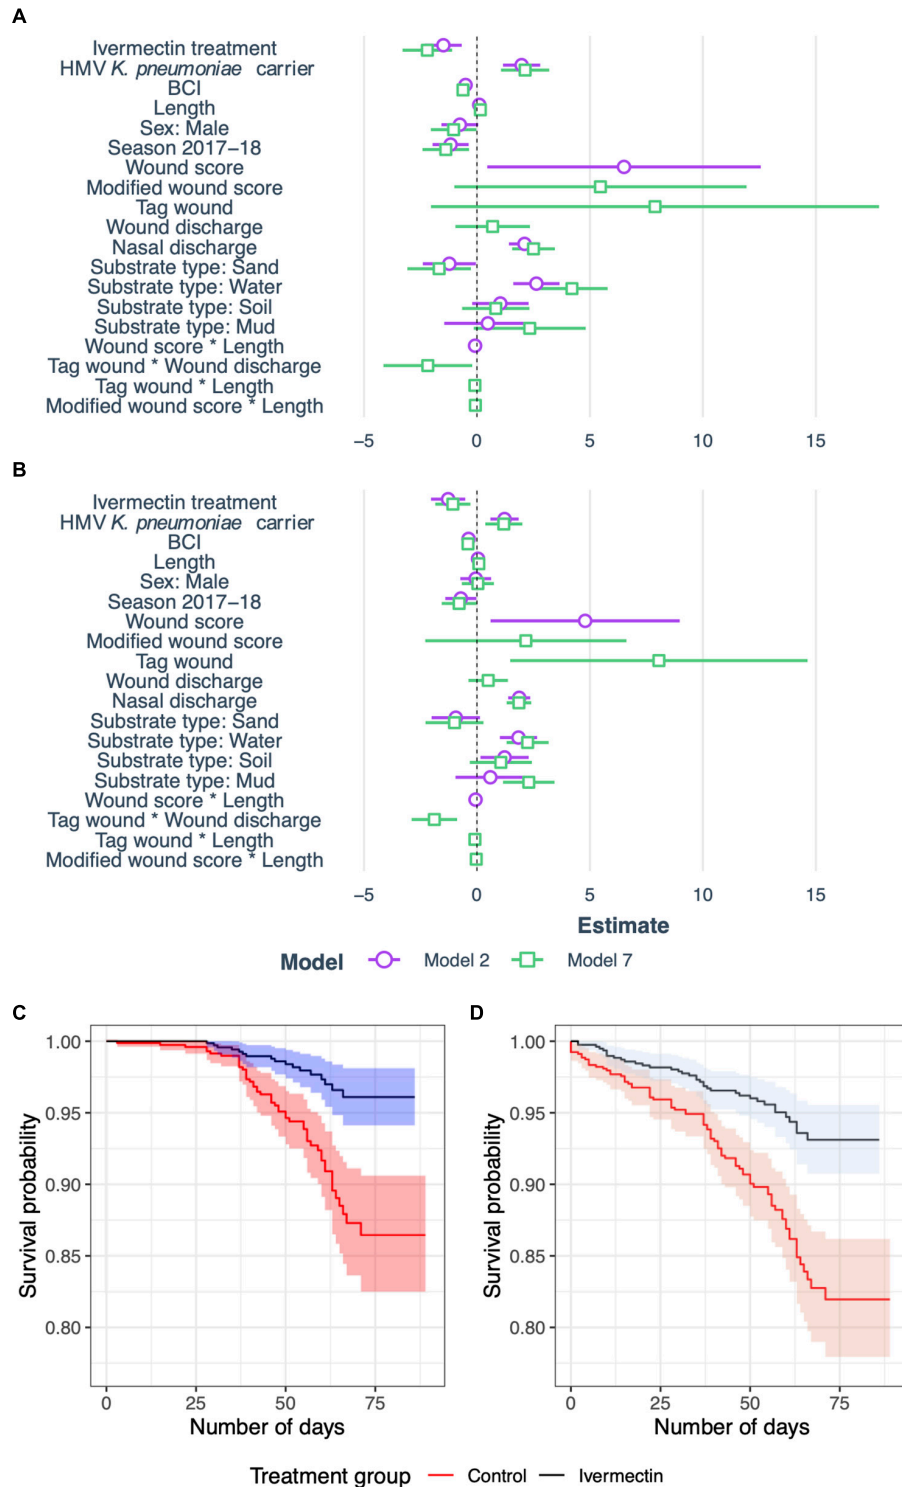 A
Ivermectin treatment
HMV K. pneumoniae carrier
BCI
Length
Sex: Male
Season 2017–18
Wound score
Modified wound score
Tag wound
Wound discharge
Nasal discharge
Substrate type: Sand
Substrate type: Water
Substrate type: Soil
Substrate type: Mud
Wound score * Length
Tag wound * Wound discharge
Tag wound * Length
Modified wound score * Length
−5 0 5 10 15
B
Ivermectin treatment
HMV K. pneumoniae carrier
BCI
Length
Sex: Male
Season 2017–18
Wound score
Modified wound score
Tag wound
Wound discharge
Nasal discharge
Substrate type: Sand
Substrate type: Water
Substrate type: Soil
Substrate type: Mud
Wound score * Length
Tag wound * Wound discharge
Tag wound * Length
Modified wound score * Length
−5 0 5 10 15
Estimate
Model Model 2 Model 7
C
Survival probability
1.00
0.95
0.90
0.85
0.80
0 25 50 75
Number of days
D
Survival probability
1.00
0.95
0.90
0.85
0.80
0 25 50 75
Number of days
Treatment group Control Ivermectin